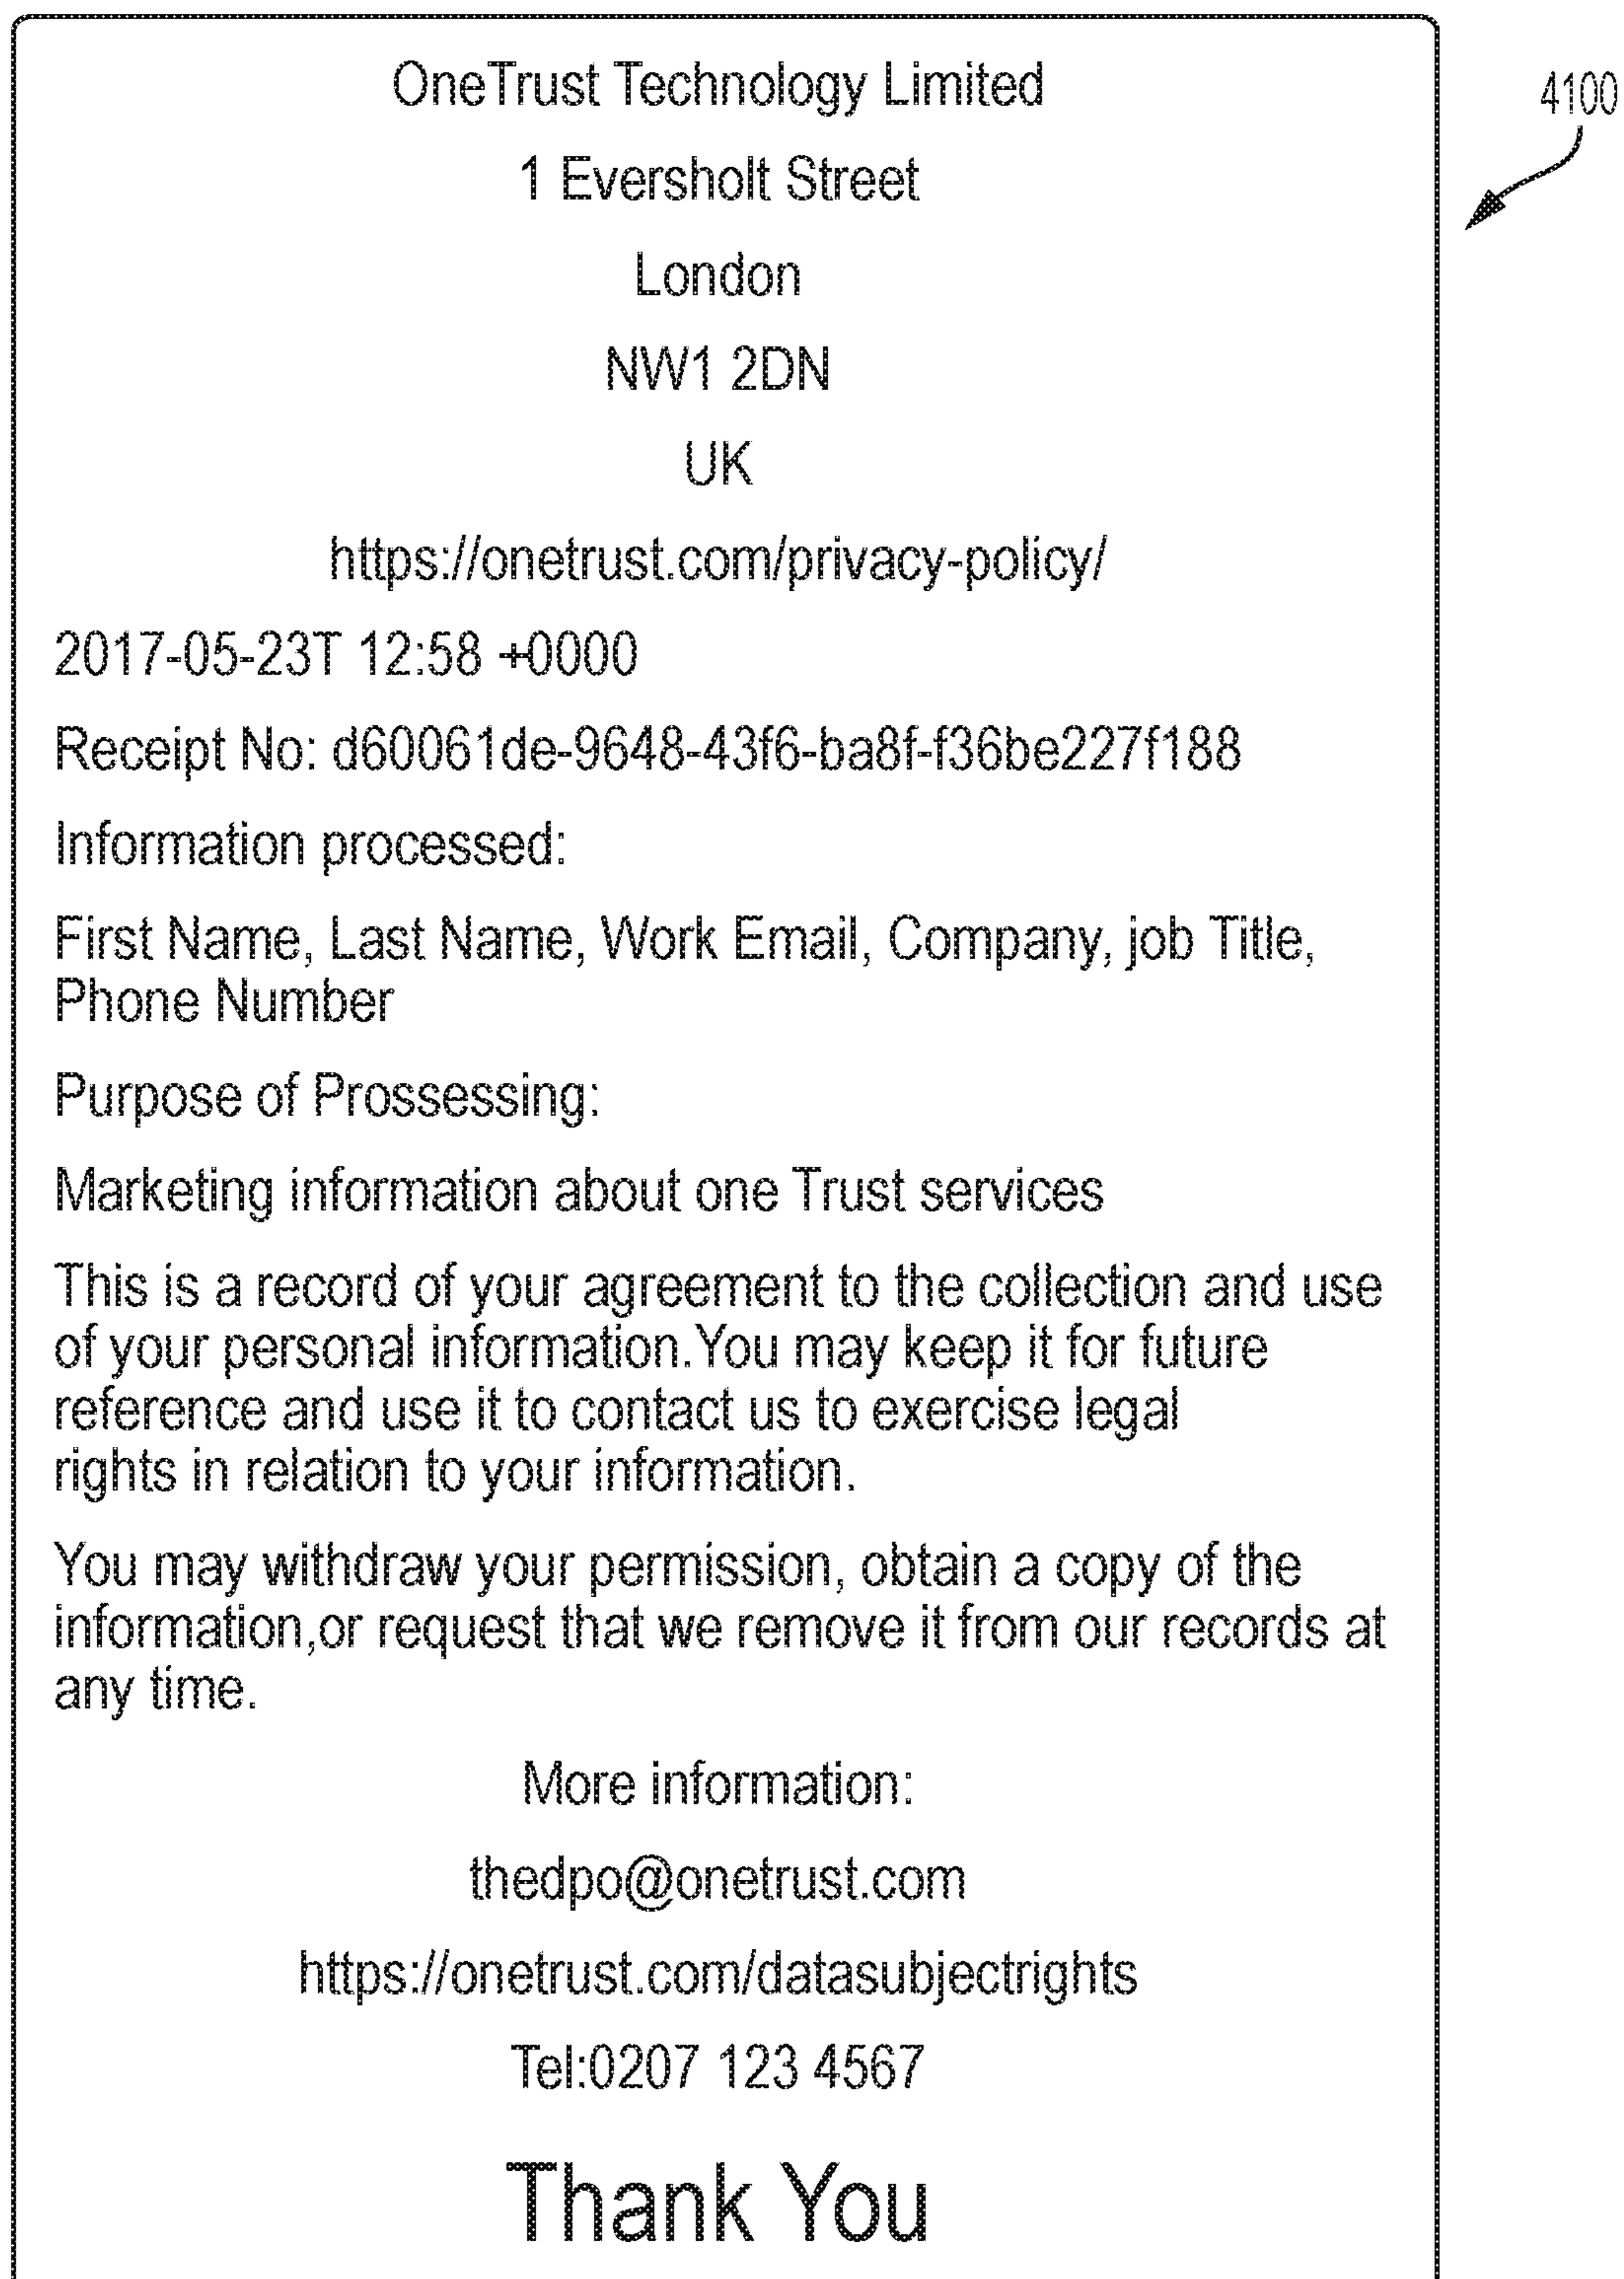 OneTrust Technology Limited
4100
1 Eversholt Street
London
NW1 2DN
UK
https://onetrust.com/privacy-policy/
2017-05-23T 12:58 +0000
Receipt No: d60061de-9648-43f6-ba8f-f36be227f188
Information processed:
First Name, Last Name, Work Email, Company, job Title,
Phone Number
Purpose of Prossessing:
Marketing information about one Trust services
This is a record of your agreement to the collection and use
of your personal information.You may keep it for future
reference and use it to contact us to exercise legal
rights in relation to your information.
You may withdraw your permission, obtain a copy of the
information,or request that we remove it from our records at
any time.
More information:
thedpo@onetrust.com
https://onetrust.com/datasubjectrights
Tel:0207 123 4567
Thank You